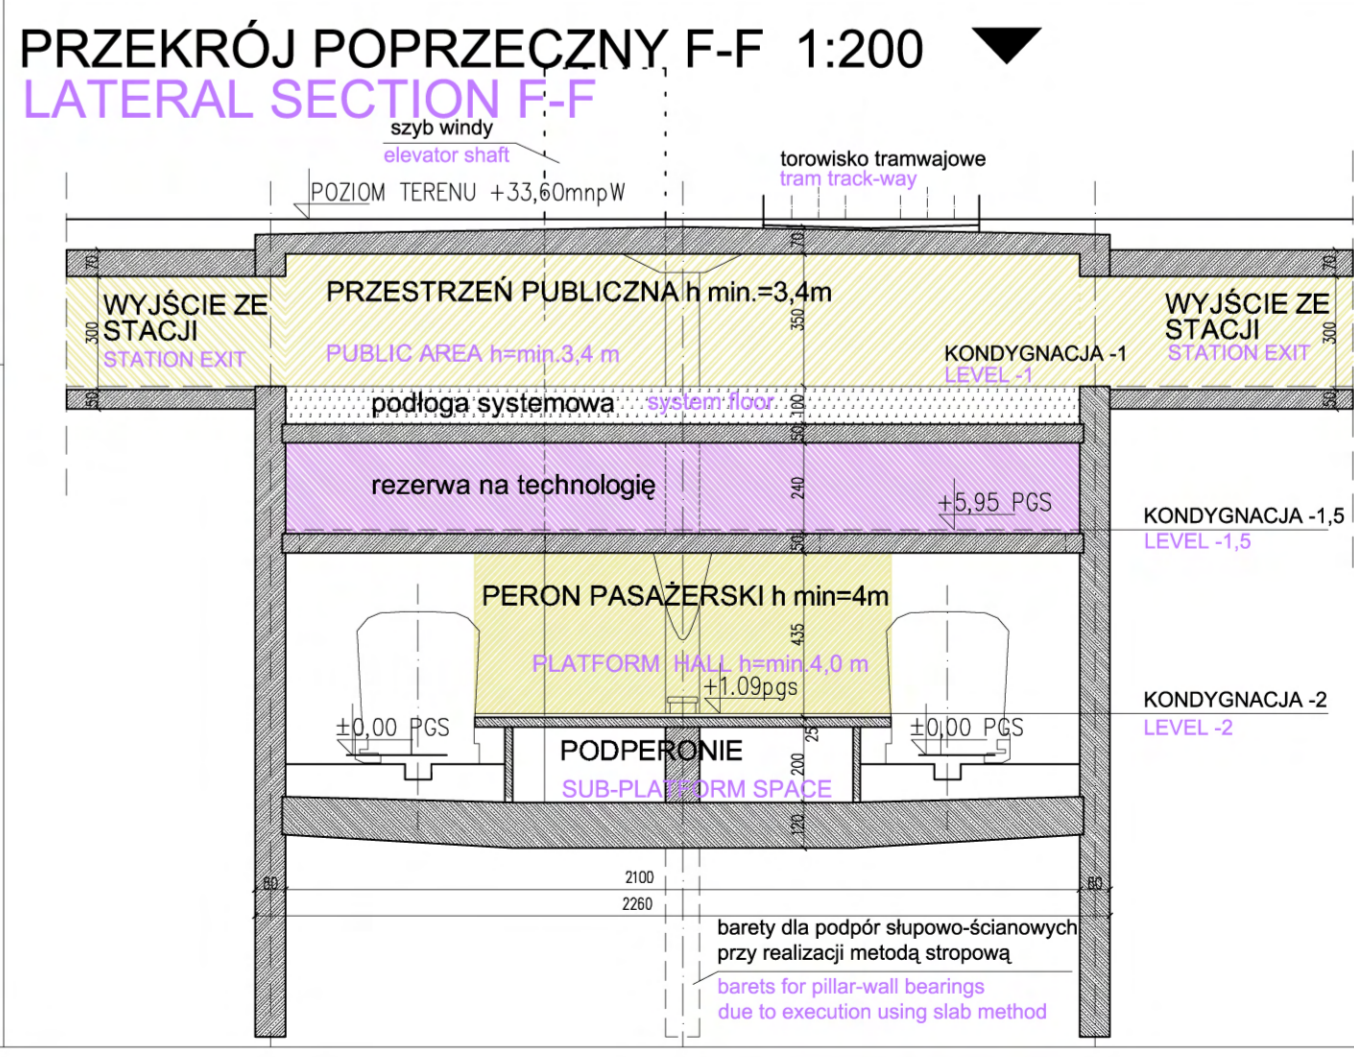 PRZEKRÓJ POPRZECZNY F-F 1:200
LATERAL SECTION F-F
szyb windy
elevator shaft
torowisko tramwajowe
tram track-way
POZIOM TERENU +33,60mnpW
70
70
70
WYJŚCIE ZE
STACJI
STATION EXIT
300
PRZESTRZEŃ PUBLICZNA h min.=3,4m
PUBLIC AREA h=min.3,4 m
350
KONDYGNACJA -1
LEVEL -1
WYJŚCIE ZE
STACJI
STATION EXIT
300
50
podłoga systemowa
system floor
100
50
50
rezerwa na technologię
240
+5,95 PGS
KONDYGNACJA -1,5
LEVEL -1,5
50
PERON PASAŻERSKI h min=4m
435
PLATFORM HALL h=min.4,0 m
+1.09pgs
KONDYGNACJA -2
LEVEL -2
±0,00 PGS
±0,00 PGS
25
PODPERONIE
SUB-PLATFORM SPACE
200
120
80
2100
80
2260
barety dla podpór słupowo-ścianowych
przy realizacji metodą stropową
barets for pillar-wall bearings
due to execution using slab method